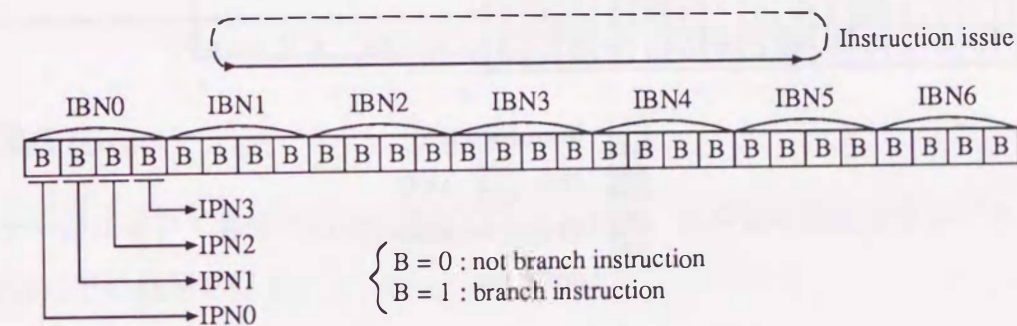 Instruction issue
IBN0 IBN1 IBN2 IBN3 IBN4 IBN5 IBN6
B B B B B B B B B B B B B B B B B B B B B B B B B B B B
IPN3
IPN2
B = 0 : not branch instruction
IPN1
B = 1 : branch instruction
IPN0